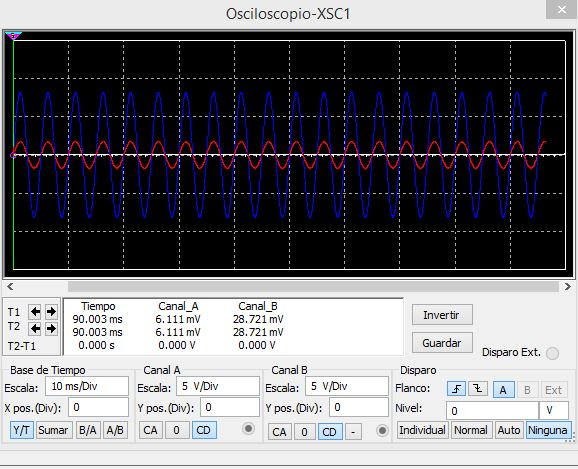 Osciloscopio-XSC1
Tiempo Canal_A Canal_B
T1 90.003 ms 6.111 mV 28.721 mV
T2 90.003 ms 6.111 mV 28.721 mV
T2-T1 0.000 s 0.000 V 0.000 V
Invertir
Guardar
Disparo Ext.
Base de Tiempo
Escala: 10 ms/Div
X pos.(Div): 0
Y/T Sumar B/A A/B
Canal A
Escala: 5 V/Div
Y pos.(Div): 0
CA 0 CD
Canal B
Escala: 5 V/Div
Y pos.(Div): 0
CA 0 CD -
Disparo
Flanco: A B Ext
Nivel: 0 V
Individual Normal Auto Ninguna